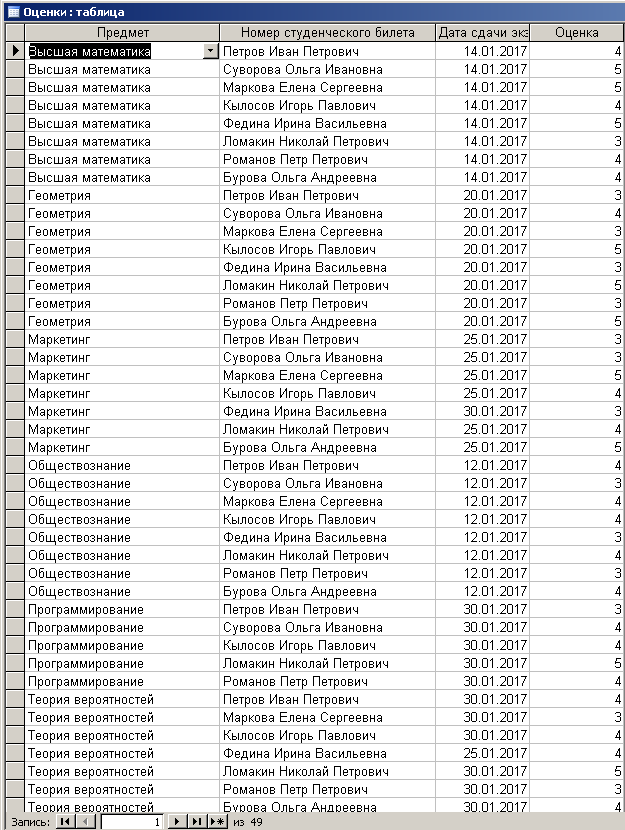 Оценки : таблица
Предмет Номер студенческого билета Дата сдачи экз Оценка
Высшая математика Петров Иван Петрович 14.01.2017 4
Высшая математика Суворова Ольга Ивановна 14.01.2017 5
Высшая математика Маркова Елена Сергеевна 14.01.2017 5
Высшая математика Кылосов Игорь Павлович 14.01.2017 4
Высшая математика Федина Ирина Васильевна 14.01.2017 5
Высшая математика Ломакин Николай Петрович 14.01.2017 3
Высшая математика Романов Петр Петрович 14.01.2017 4
Высшая математика Бурова Ольга Андреевна 14.01.2017 4
Геометрия Петров Иван Петрович 20.01.2017 3
Геометрия Суворова Ольга Ивановна 20.01.2017 4
Геометрия Маркова Елена Сергеевна 20.01.2017 3
Геометрия Кылосов Игорь Павлович 20.01.2017 5
Геометрия Федина Ирина Васильевна 20.01.2017 3
Геометрия Ломакин Николай Петрович 20.01.2017 5
Геометрия Романов Петр Петрович 20.01.2017 3
Геометрия Бурова Ольга Андреевна 20.01.2017 5
Маркетинг Петров Иван Петрович 25.01.2017 3
Маркетинг Суворова Ольга Ивановна 25.01.2017 3
Маркетинг Маркова Елена Сергеевна 25.01.2017 5
Маркетинг Кылосов Игорь Павлович 25.01.2017 4
Маркетинг Федина Ирина Васильевна 30.01.2017 3
Маркетинг Ломакин Николай Петрович 25.01.2017 4
Маркетинг Бурова Ольга Андреевна 25.01.2017 5
Обществознание Петров Иван Петрович 12.01.2017 4
Обществознание Суворова Ольга Ивановна 12.01.2017 3
Обществознание Маркова Елена Сергеевна 12.01.2017 4
Обществознание Кылосов Игорь Павлович 12.01.2017 4
Обществознание Федина Ирина Васильевна 12.01.2017 3
Обществознание Ломакин Николай Петрович 12.01.2017 4
Обществознание Романов Петр Петрович 12.01.2017 3
Обществознание Бурова Ольга Андреевна 12.01.2017 4
Программирование Петров Иван Петрович 30.01.2017 3
Программирование Суворова Ольга Ивановна 30.01.2017 4
Программирование Кылосов Игорь Павлович 30.01.2017 4
Программирование Ломакин Николай Петрович 30.01.2017 5
Программирование Романов Петр Петрович 30.01.2017 4
Теория вероятностей Петров Иван Петрович 30.01.2017 4
Теория вероятностей Маркова Елена Сергеевна 30.01.2017 3
Теория вероятностей Кылосов Игорь Павлович 30.01.2017 4
Теория вероятностей Федина Ирина Васильевна 25.01.2017 4
Теория вероятностей Ломакин Николай Петрович 30.01.2017 5
Теория вероятностей Романов Петр Петрович 30.01.2017 3
Теория вероятностей Бурова Ольга Андреевна 30.01.2017 4
Запись: 1 из 49